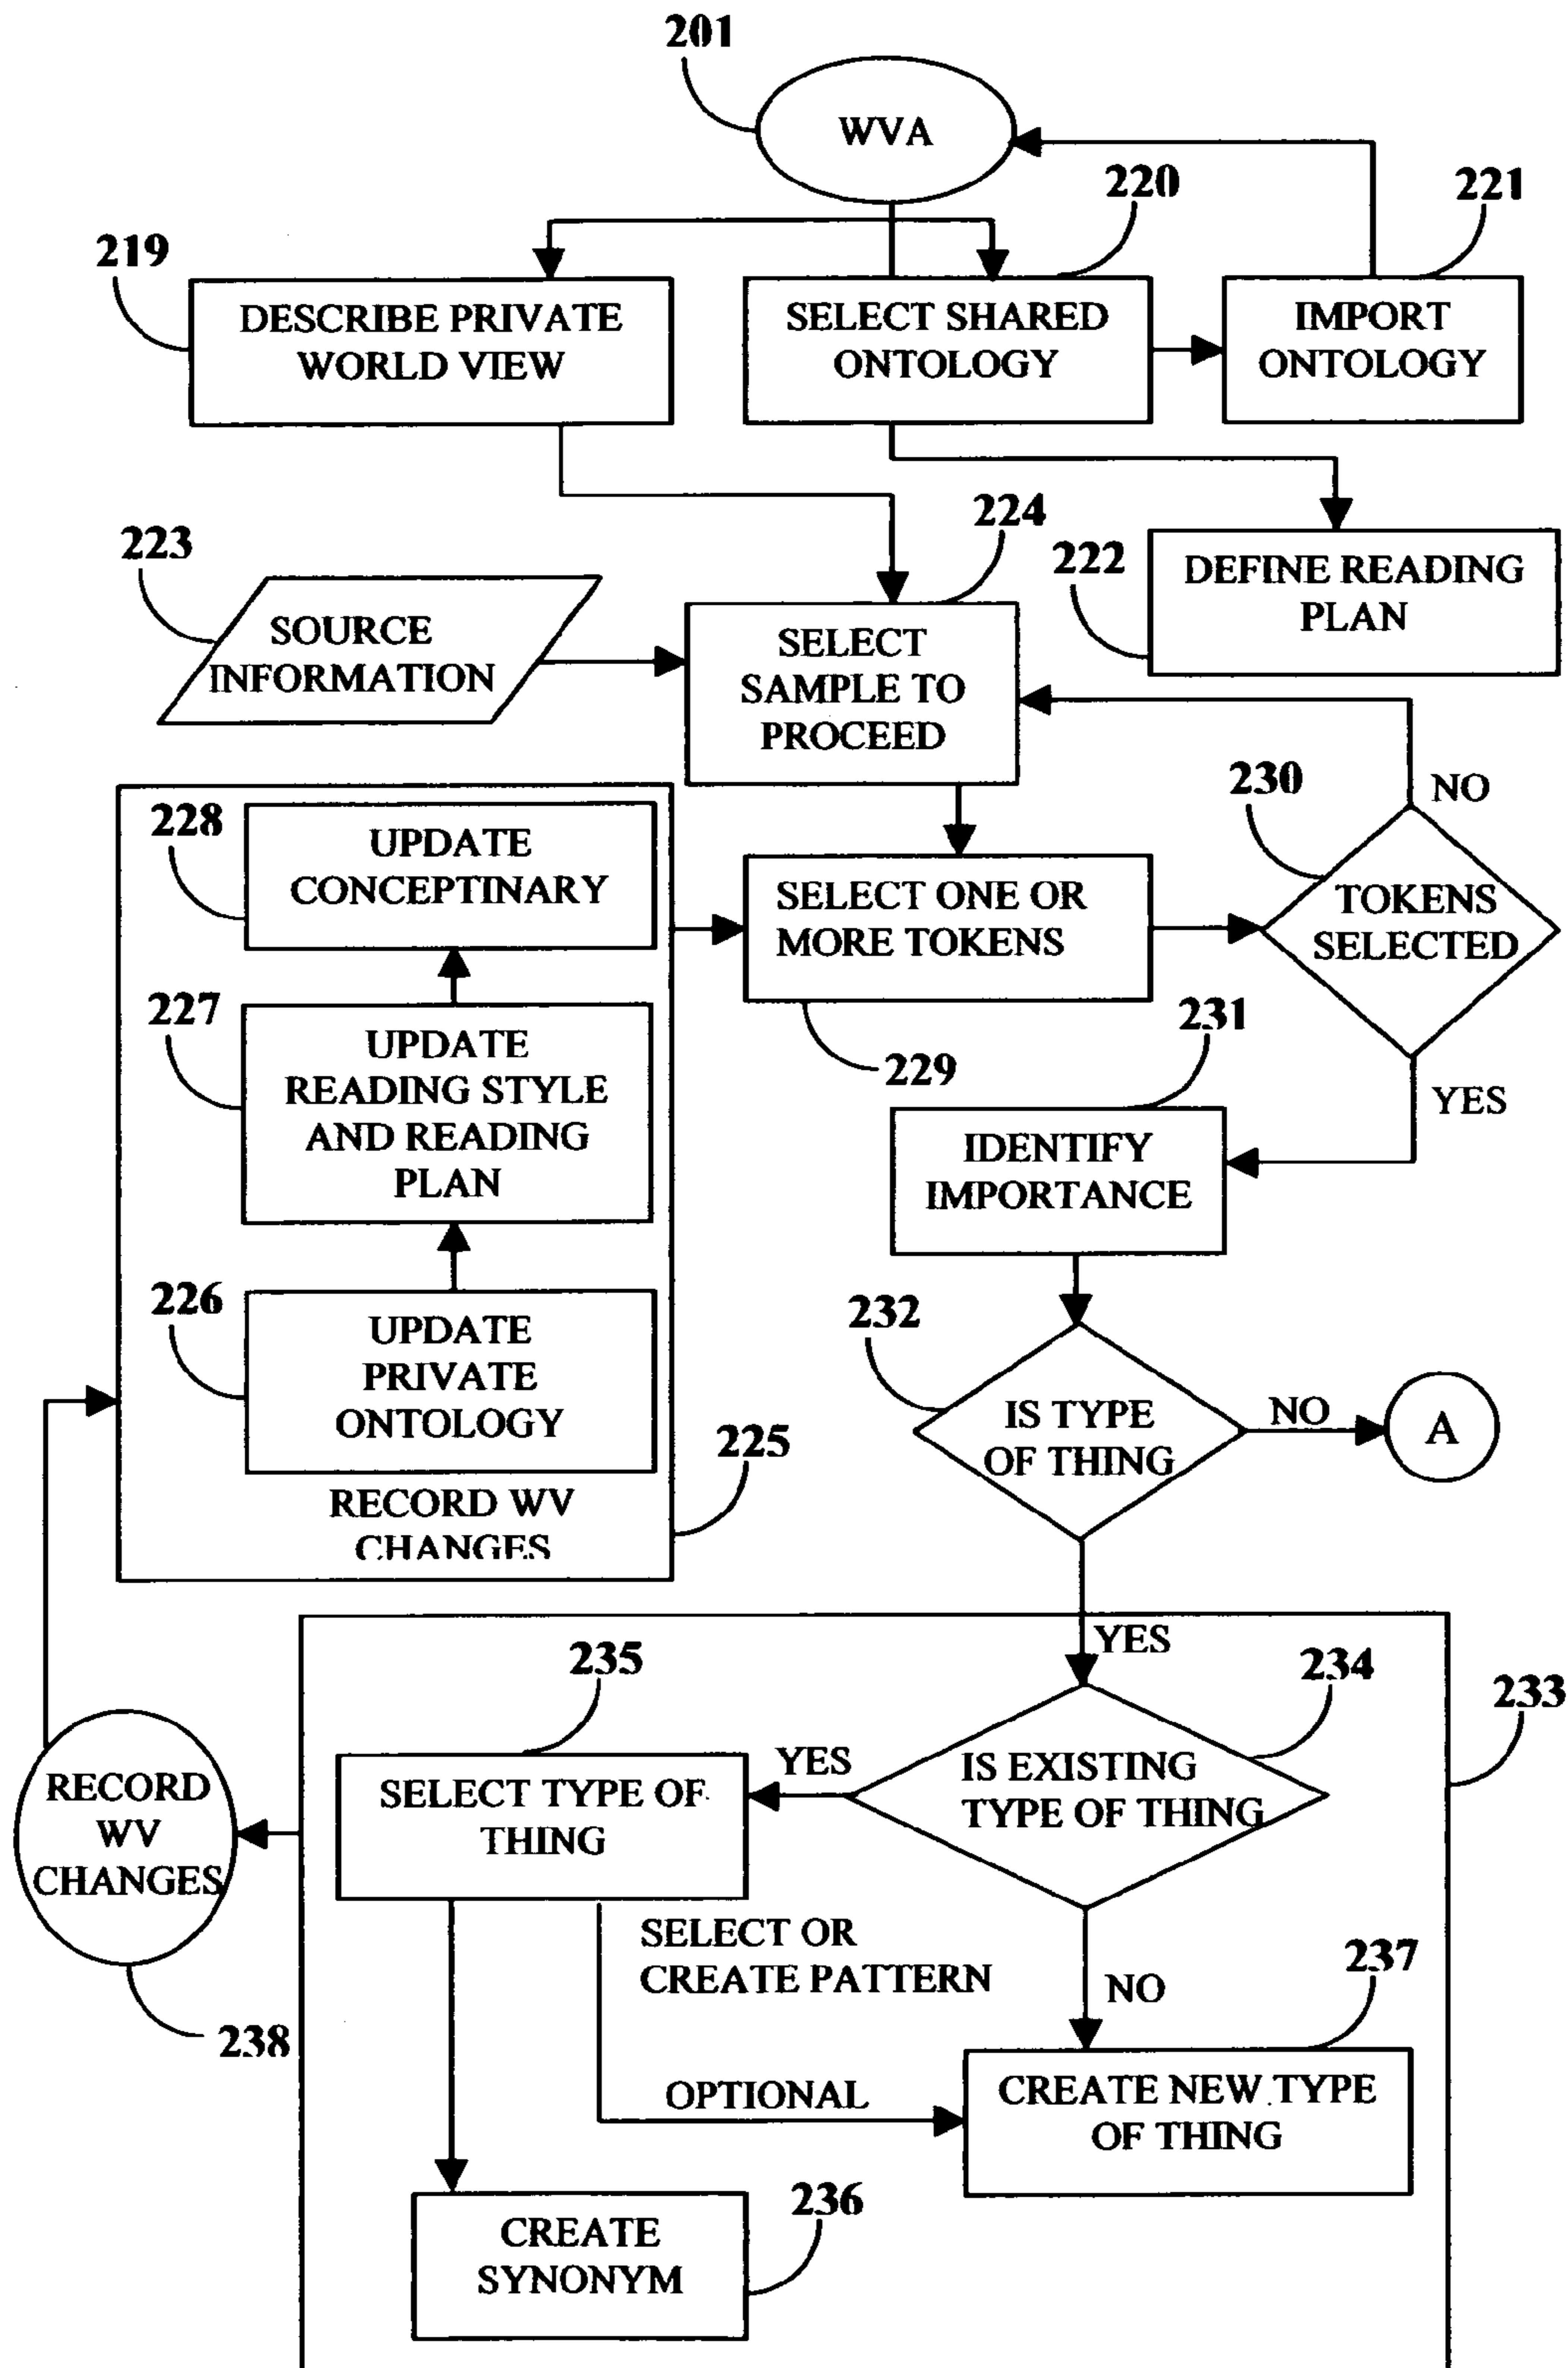 201
WVA
220
221
219
DESCRIBE PRIVATE
WORLD VIEW
SELECT SHARED
ONTOLOGY
IMPORT
ONTOLOGY
224
223
222
DEFINE READING
PLAN
SOURCE
INFORMATION
SELECT
SAMPLE TO
PROCEED
230
NO
228
UPDATE
CONCEPTINARY
SELECT ONE OR
MORE TOKENS
TOKENS
SELECTED
227
UPDATE
READING STYLE
AND READING
PLAN
229
231
YES
IDENTIFY
IMPORTANCE
226
UPDATE
PRIVATE
ONTOLOGY
232
IS TYPE
OF THING
NO
A
225
RECORD WV
CHANGES
YES
235
234
233
RECORD
WV
CHANGES
SELECT TYPE OF
THING
YES
IS EXISTING
TYPE OF THING
SELECT OR
CREATE PATTERN
NO
237
238
OPTIONAL
CREATE NEW TYPE
OF THING
236
CREATE
SYNONYM